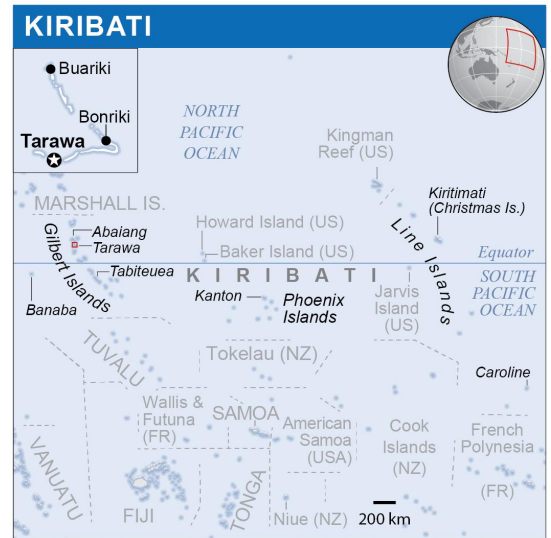 KIRIBATI
Buariki
Bonriki
Tarawa
NORTH
PACIFIC
OCEAN
Kingman
Reef (US)
MARSHALL IS.
Kiritimati
(Christmas Is.)
Howard Island (US)
Abaiang
Tarawa
Baker Island (US)
Gilbert Islands
Line Islands
Equator
Tabiteuea
KIRIBATI
SOUTH
PACIFIC
OCEAN
Banaba
Kanton
Phoenix
Islands
Jarvis
Island
(US)
TUVALU
Tokelau (NZ)
Caroline
Wallis &
Futuna
(FR)
SAMOA
American
Samoa
(USA)
Cook
Islands
(NZ)
French
Polynesia
(FR)
VANUATU
FIJI
TONGA
Niue (NZ)
200 km